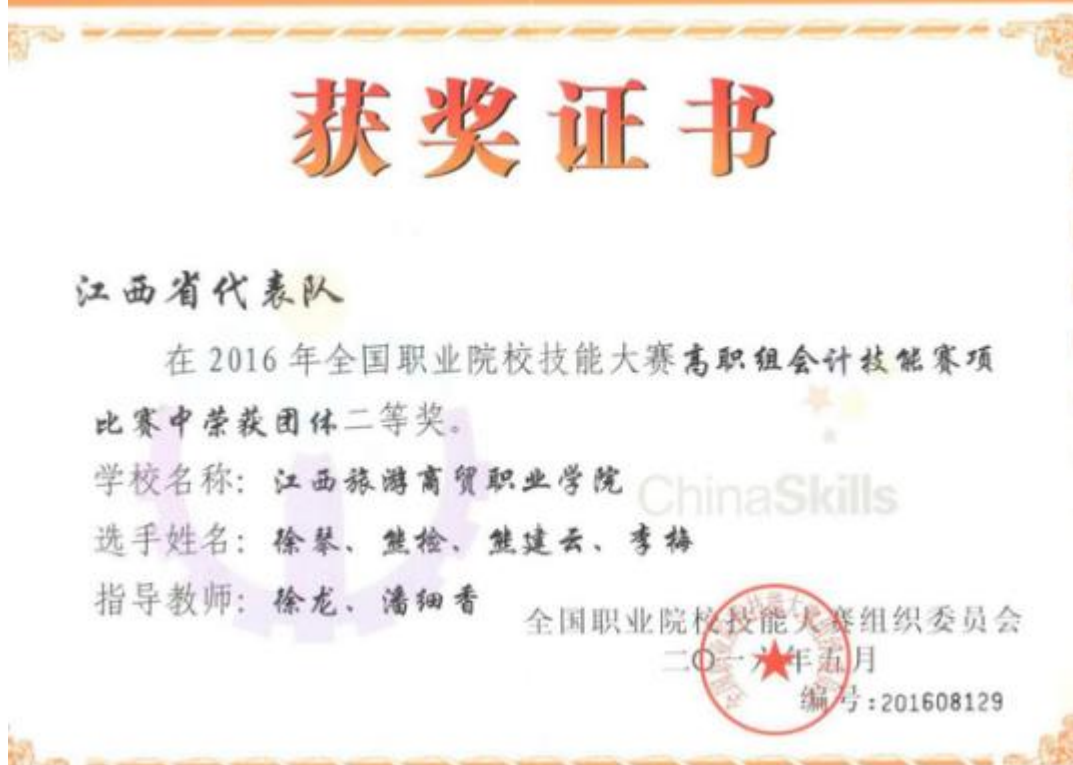 获奖证书
江西省代表队
在 2016 年全国职业院校技能大赛高职组会计技能赛项
比赛中荣获团体二等奖。
学校名称：江西旅游商贸职业学院
ChinaSkills
选手姓名：徐琴、熊检、熊建云、李梅
指导教师：徐龙、潘细香
全国职业院校技能大赛组织委员会
二〇一六年五月
编号:201608129